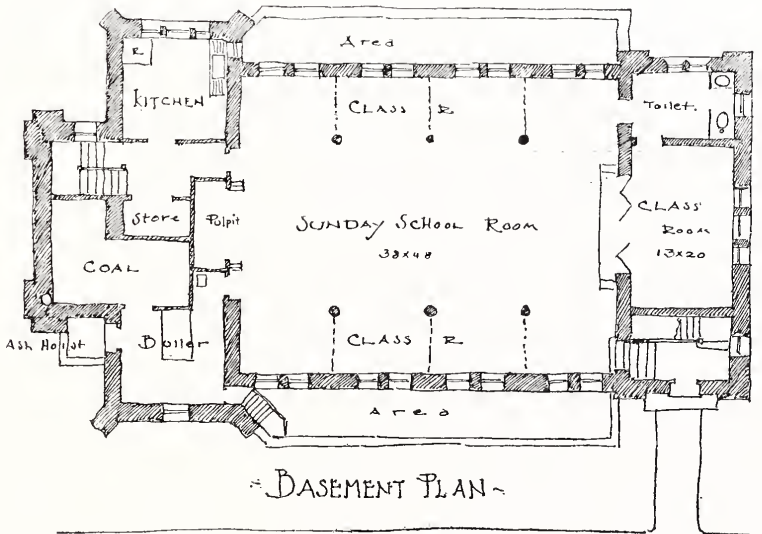 Area
R
KITCHEN
CLASS R
Toilet.
Store
Pulpit
SUNDAY SCHOOL ROOM
38x48
CLASS
ROOM
13x20
COAL
Ash Hoist
Boiler
CLASS R
Area
~ BASEMENT PLAN ~